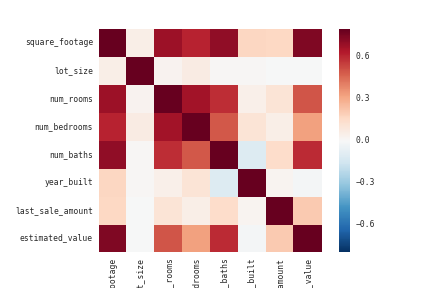 square_footage
lot_size
num_rooms
num_bedrooms
num_baths
year_built
last_sale_amount
estimated_value
ootage
t_size
_rooms
drooms
_baths
_built
amount
_value
0.6
0.3
0.0
−0.3
−0.6